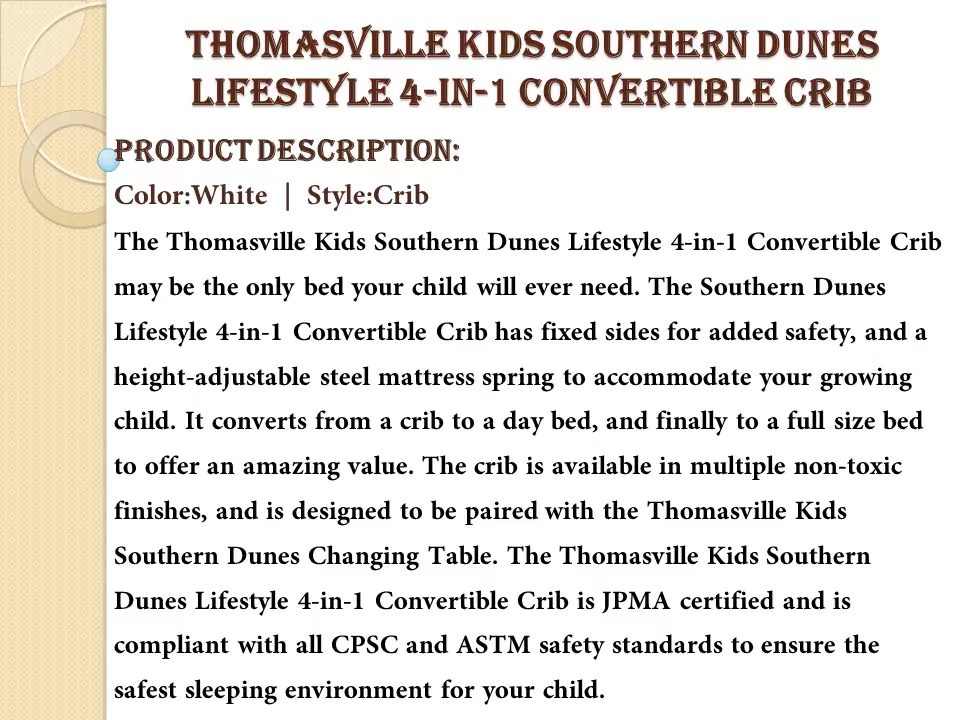 THOMASVILLE KIDS SOUTHERN DUNES
LIFESTYLE 4-IN-1 CONVERTIBLE CRIB
PRODUCT DESCRIPTION:
Color:White | Style:Crib
The Thomasville Kids Southern Dunes Lifestyle 4-in-1 Convertible Crib
may be the only bed your child will ever need. The Southern Dunes
Lifestyle 4-in-1 Convertible Crib has fixed sides for added safety, and a
height-adjustable steel mattress spring to accommodate your growing
child. It converts from a crib to a day bed, and finally to a full size bed
to offer an amazing value. The crib is available in multiple non-toxic
finishes, and is designed to be paired with the Thomasville Kids
Southern Dunes Changing Table. The Thomasville Kids Southern
Dunes Lifestyle 4-in-1 Convertible Crib is JPMA certified and is
compliant with all CPSC and ASTM safety standards to ensure the
safest sleeping environment for your child.